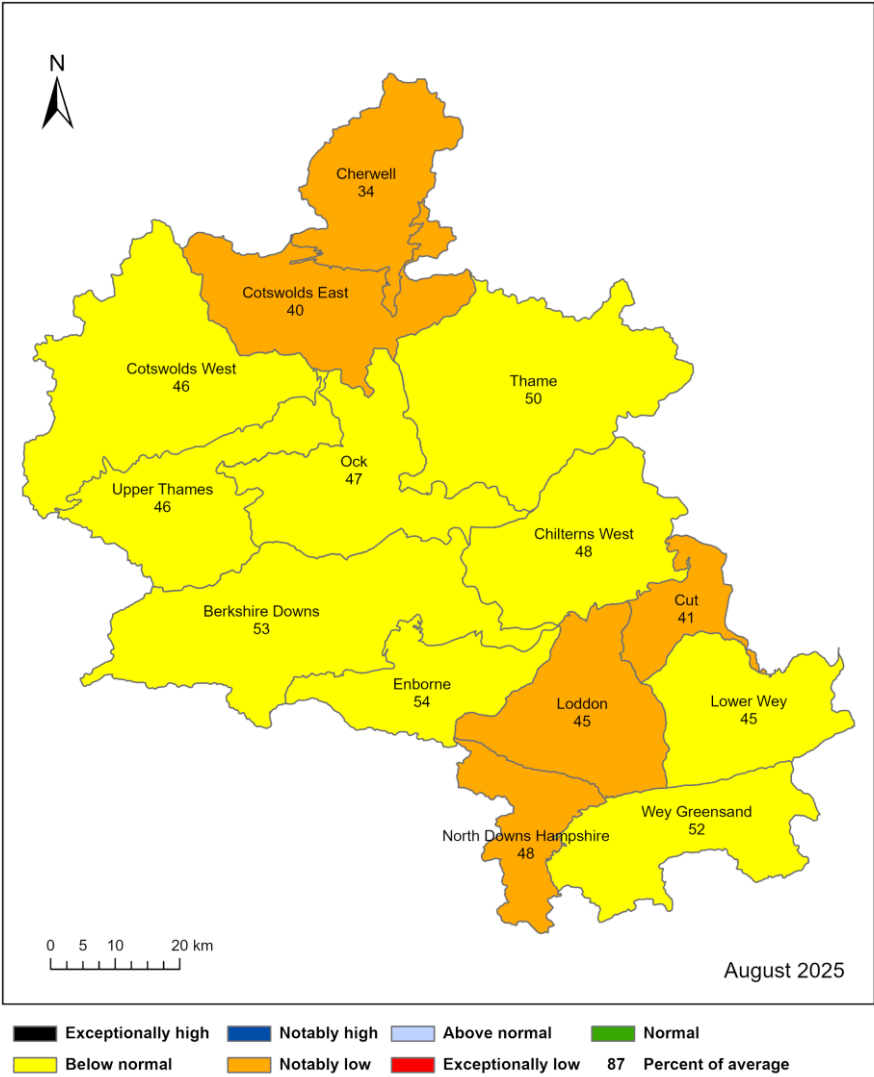 N
Cherwell
34
Cotswolds East
40
Cotswolds West
46
Thame
50
Ock
47
Upper Thames
46
Chilterns West
48
Berkshire Downs
53
Cut
41
Enborne
54
Loddon
45
Lower Wey
45
Wey Greensand
52
North Downs Hampshire
48
0 5 10 20 km
August 2025
Exceptionally high Notably high Above normal Normal
Below normal Notably low Exceptionally low 87 Percent of average